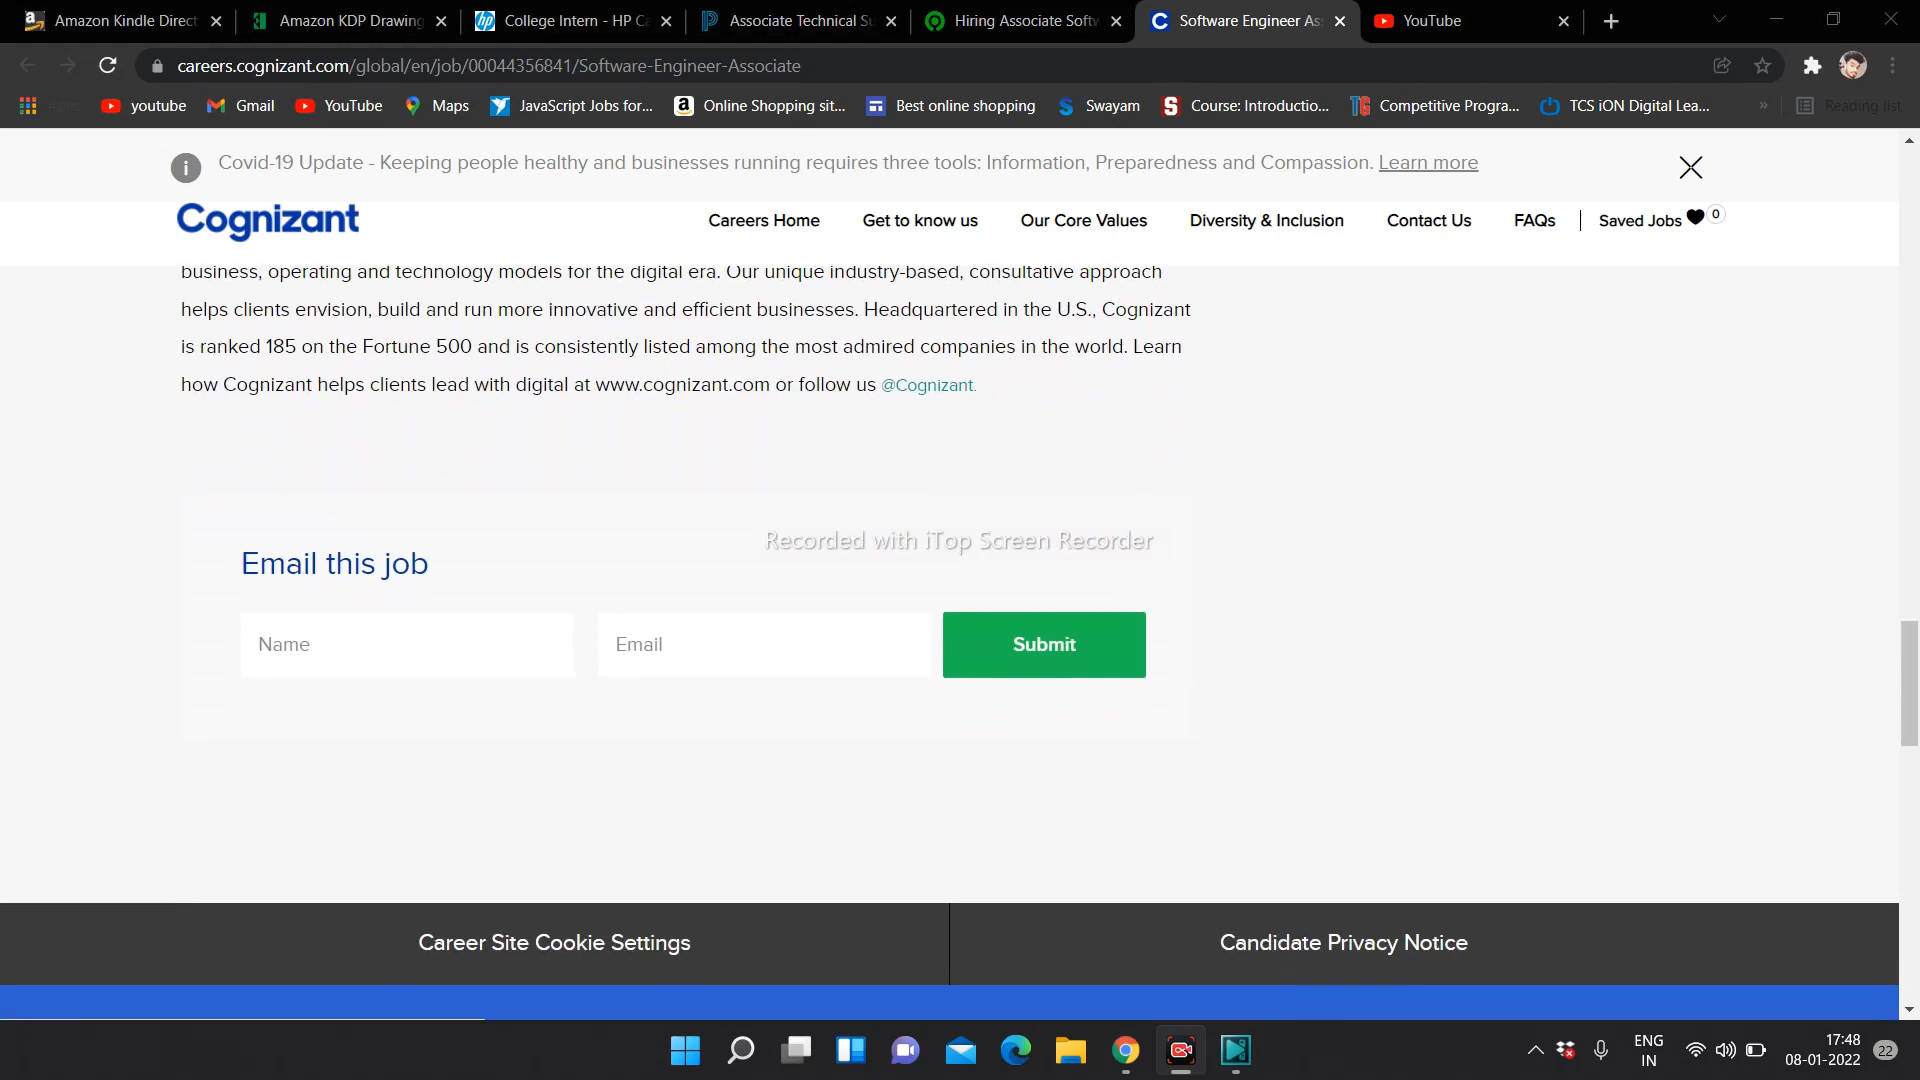 Amazon Kindle Direct
Amazon KDP Drawing
College Intern - HP Ca
Associate Technical Su
Hiring Associate Softw
Software Engineer As
YouTube
careers.cognizant.com/global/en/job/00044356841/Software-Engineer-Associate
Apps
youtube
Gmail
YouTube
Maps
JavaScript Jobs for...
Online Shopping sit...
Best online shopping
Swayam
Course: Introductio...
Competitive Progra...
TCS iON Digital Lea...
»
Reading list
Covid-19 Update - Keeping people healthy and businesses running requires three tools: Information, Preparedness and Compassion. Learn more
Cognizant
Careers Home
Get to know us
Our Core Values
Diversity & Inclusion
Contact Us
FAQs
Saved Jobs
0
business, operating and technology models for the digital era. Our unique industry-based, consultative approach
helps clients envision, build and run more innovative and efficient businesses. Headquartered in the U.S., Cognizant
is ranked 185 on the Fortune 500 and is consistently listed among the most admired companies in the world. Learn
how Cognizant helps clients lead with digital at www.cognizant.com or follow us @Cognizant.
Recorded with iTop Screen Recorder
Email this job
Name
Email
Submit
Career Site Cookie Settings
Candidate Privacy Notice
ENG
IN
17:48
08-01-2022
22